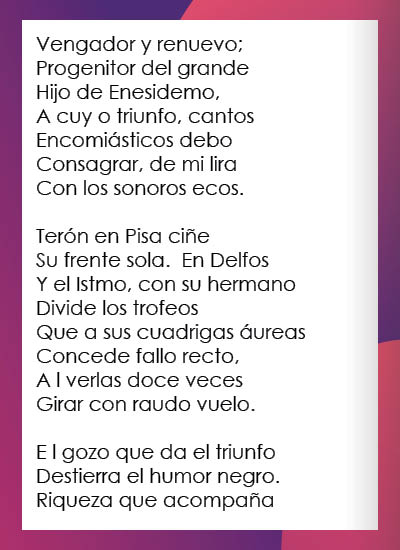 Vengador y renuevo;
Progenitor del grande
Hijo de Enesidemo,
A cuy o triunfo, cantos
Encomiásticos debo
Consagrar, de mi lira
Con los sonoros ecos.

Terón en Pisa ciñe
Su frente sola.  En Delfos
Y el Istmo, con su hermano
Divide los trofeos
Que a sus cuadrigas áureas
Concede fallo recto,
A l verlas doce veces
Girar con raudo vuelo.

E l gozo que da el triunfo
Destierra el humor negro.
Riqueza que acompaña